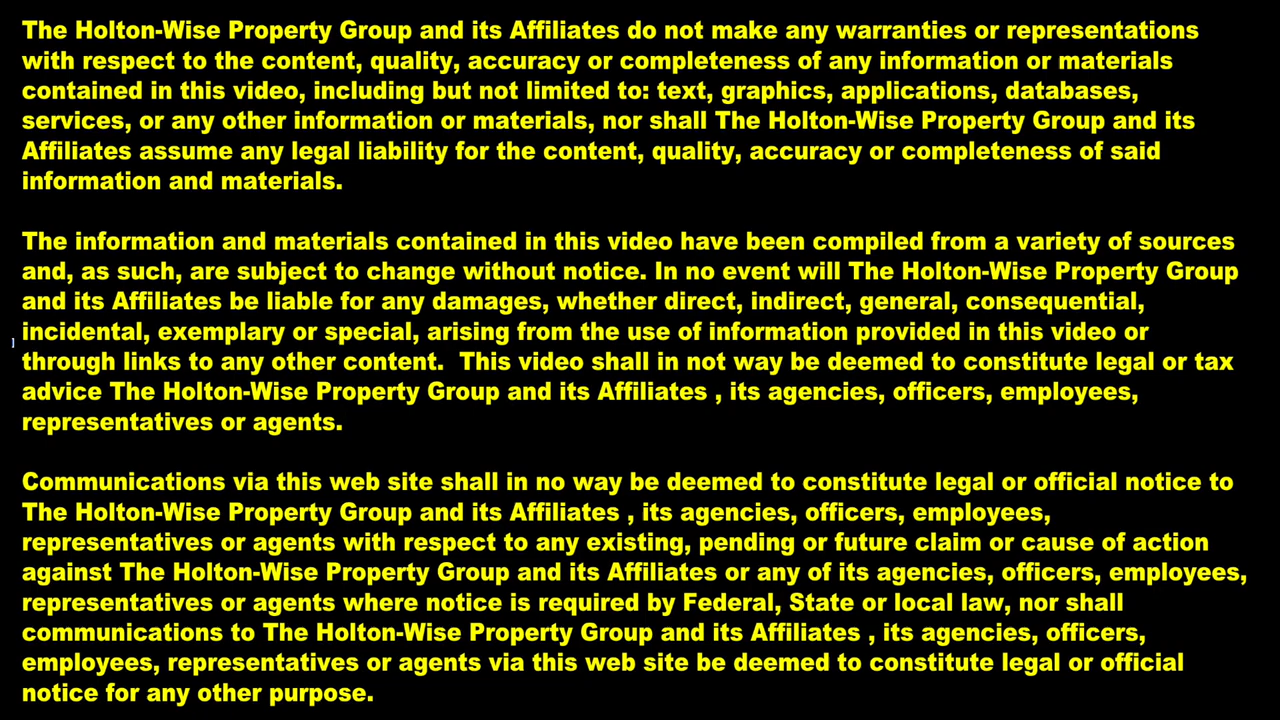 The Holton-Wise Property Group and its Affiliates do not make any warranties or representations
with respect to the content, quality, accuracy or completeness of any information or materials
contained in this video, including but not limited to: text, graphics, applications, databases,
services, or any other information or materials, nor shall The Holton-Wise Property Group and its
Affiliates assume any legal liability for the content, quality, accuracy or completeness of said
information and materials.
The information and materials contained in this video have been compiled from a variety of sources
and, as such, are subject to change without notice. In no event will The Holton-Wise Property Group
and its Affiliates be liable for any damages, whether direct, indirect, general, consequential,
incidental, exemplary or special, arising from the use of information provided in this video or
through links to any other content.  This video shall in not way be deemed to constitute legal or tax
advice The Holton-Wise Property Group and its Affiliates , its agencies, officers, employees,
representatives or agents.
Communications via this web site shall in no way be deemed to constitute legal or official notice to
The Holton-Wise Property Group and its Affiliates , its agencies, officers, employees,
representatives or agents with respect to any existing, pending or future claim or cause of action
against The Holton-Wise Property Group and its Affiliates or any of its agencies, officers, employees,
representatives or agents where notice is required by Federal, State or local law, nor shall
communications to The Holton-Wise Property Group and its Affiliates , its agencies, officers,
employees, representatives or agents via this web site be deemed to constitute legal or official
notice for any other purpose.